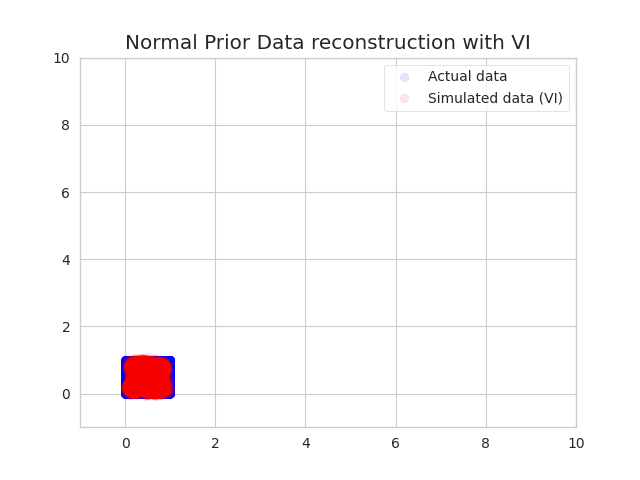 Normal Prior Data reconstruction with VI
Actual data
Simulated data (VI)
10
8
6
4
2
0
0 2 4 6 8 10